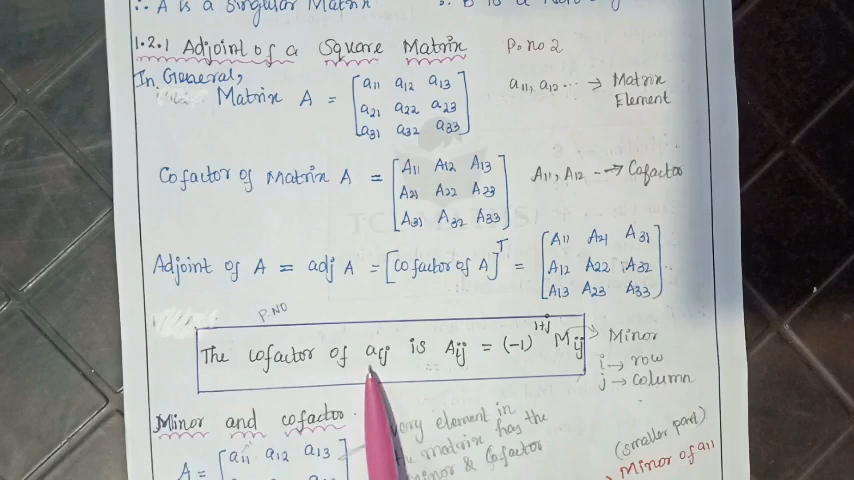 ∴ A is a Singular Matrix
1.2.1 Adjoint of a Square Matrix P.no 2
In General,
Matrix A = [a11 a12 a13
a21 a22 a23
a31 a32 a33]
a11, a12 ... → Matrix
Element
Cofactor of Matrix A = [A11 A12 A13
A21 A22 A23
A31 A32 A33]
A11, A12 --→ Cofactor
Adjoint of A = adj A = [cofactor of A]^T = [A11 A21 A31
A12 A22 A32
A13 A23 A33]
P.NO
The cofactor of aij is Aij = (-1)^i+j Mij → Minor
i → row
j → column
Minor and cofactor.
A = [a11 a12 a13
every element in
the matrix has the
minor & Cofactor
(smaller part)
→ Minor of a11